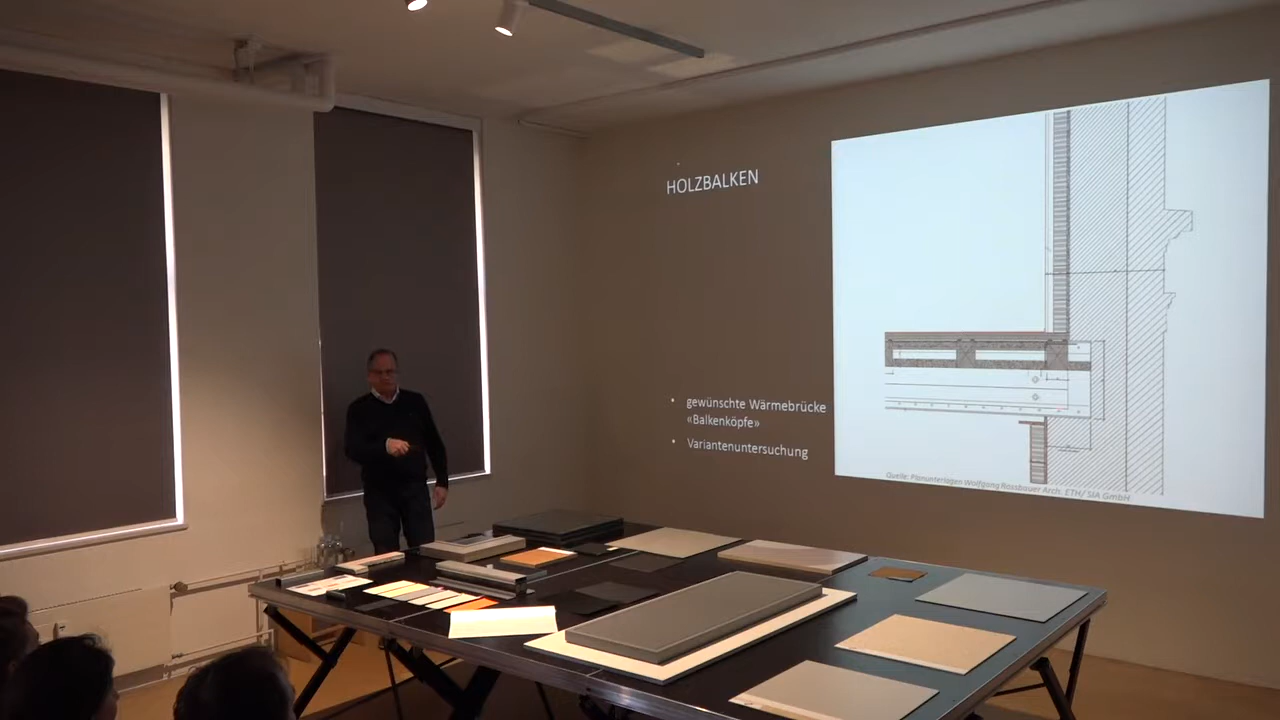 HOLZBALKEN
• gewünschte Wärmebrücke
«Balkenköpfe»
• Variantenuntersuchung
Quelle: Planunterlagen Wolfgang Rossbauer Arch. ETH/ SIA GmbH